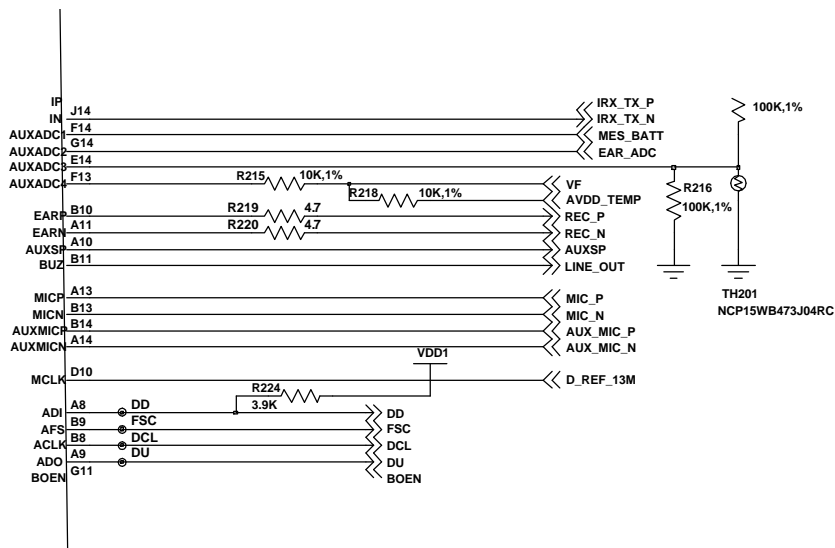 IP
J14
IN
IRX_TX_P
IRX_TX_N
100K,1%
F14
AUXADC1
MES_BATT
G14
AUXADC2
EAR_ADC
E14
AUXADC3
F13
AUXADC4
R215
10K,1%
VF
R218
10K,1%
AVDD_TEMP
R216
100K,1%
B10
EARP
R219
4.7
REC_P
A11
EARN
R220
4.7
REC_N
A10
AUXSP
AUXSP
B11
BUZ
LINE_OUT
TH201
NCP15WB473J04RC
A13
MICP
MIC_P
B13
MICN
MIC_N
B14
AUXMICP
AUX_MIC_P
A14
AUXMICN
AUX_MIC_N
VDD1
D10
MCLK
D_REF_13M
R224
3.9K
A8
ADI
DD
DD
B9
AFS
FSC
FSC
B8
ACLK
DCL
DCL
A9
ADO
DU
DU
G11
BOEN
BOEN